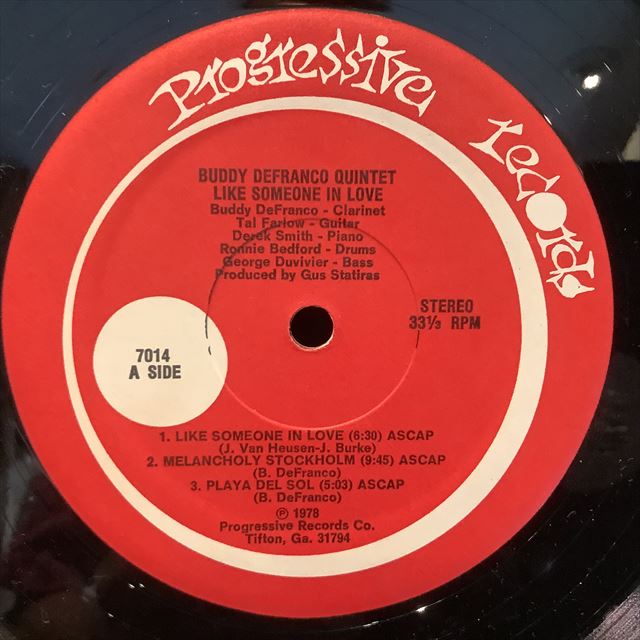 Progressive records
BUDDY DEFRANCO QUINTET
LIKE SOMEONE IN LOVE
Buddy DeFranco - Clarinet
Tal Farlow - Guitar
Derek Smith - Piano
Ronnie Bedford - Drums
George Duvivier - Bass
Produced by Gus Statiras
STEREO
33⅓ RPM
7014
A SIDE
1. LIKE SOMEONE IN LOVE (6:30) ASCAP
(J. Van Heusen-J. Burke)
2. MELANCHOLY STOCKHOLM (9:45) ASCAP
(B. DeFranco)
3. PLAYA DEL SOL (5:03) ASCAP
(B. DeFranco)
℗ 1978
Progressive Records Co.
Tifton, Ga. 31794